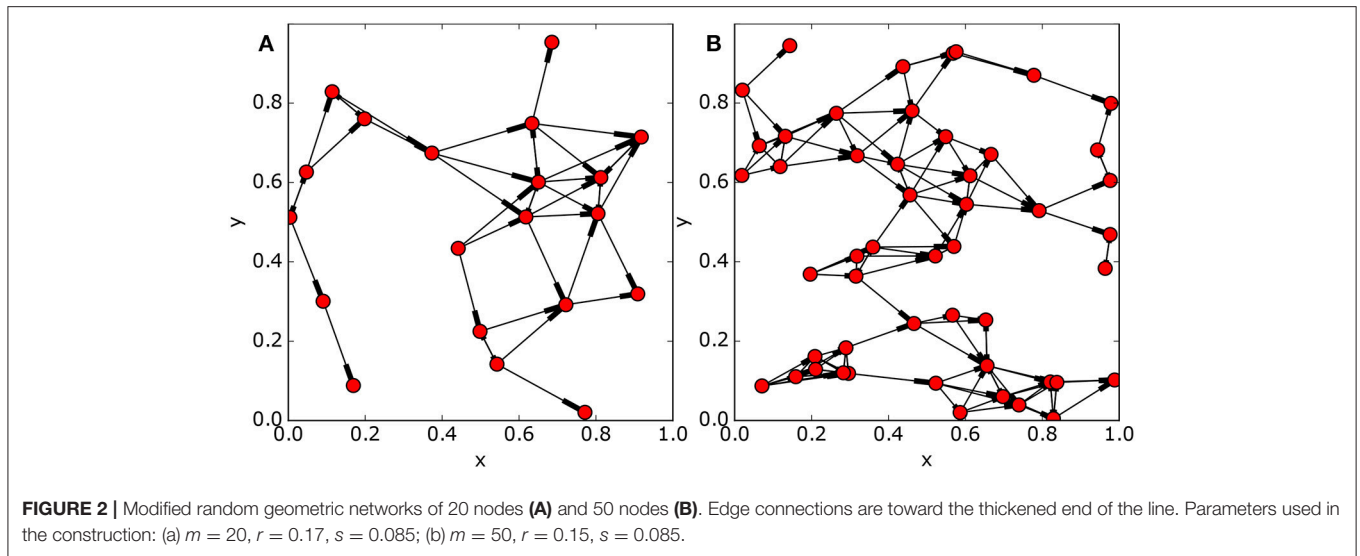 A
B
y
0.8
0.6
0.4
0.2
0.0
0.0 0.2 0.4 0.6 0.8 1.0
x
y
0.8
0.6
0.4
0.2
0.0
0.0 0.2 0.4 0.6 0.8 1.0
x
FIGURE 2 | Modified random geometric networks of 20 nodes (A) and 50 nodes (B). Edge connections are toward the thickened end of the line. Parameters used in
the construction: (a) m = 20, r = 0.17, s = 0.085; (b) m = 50, r = 0.15, s = 0.085.